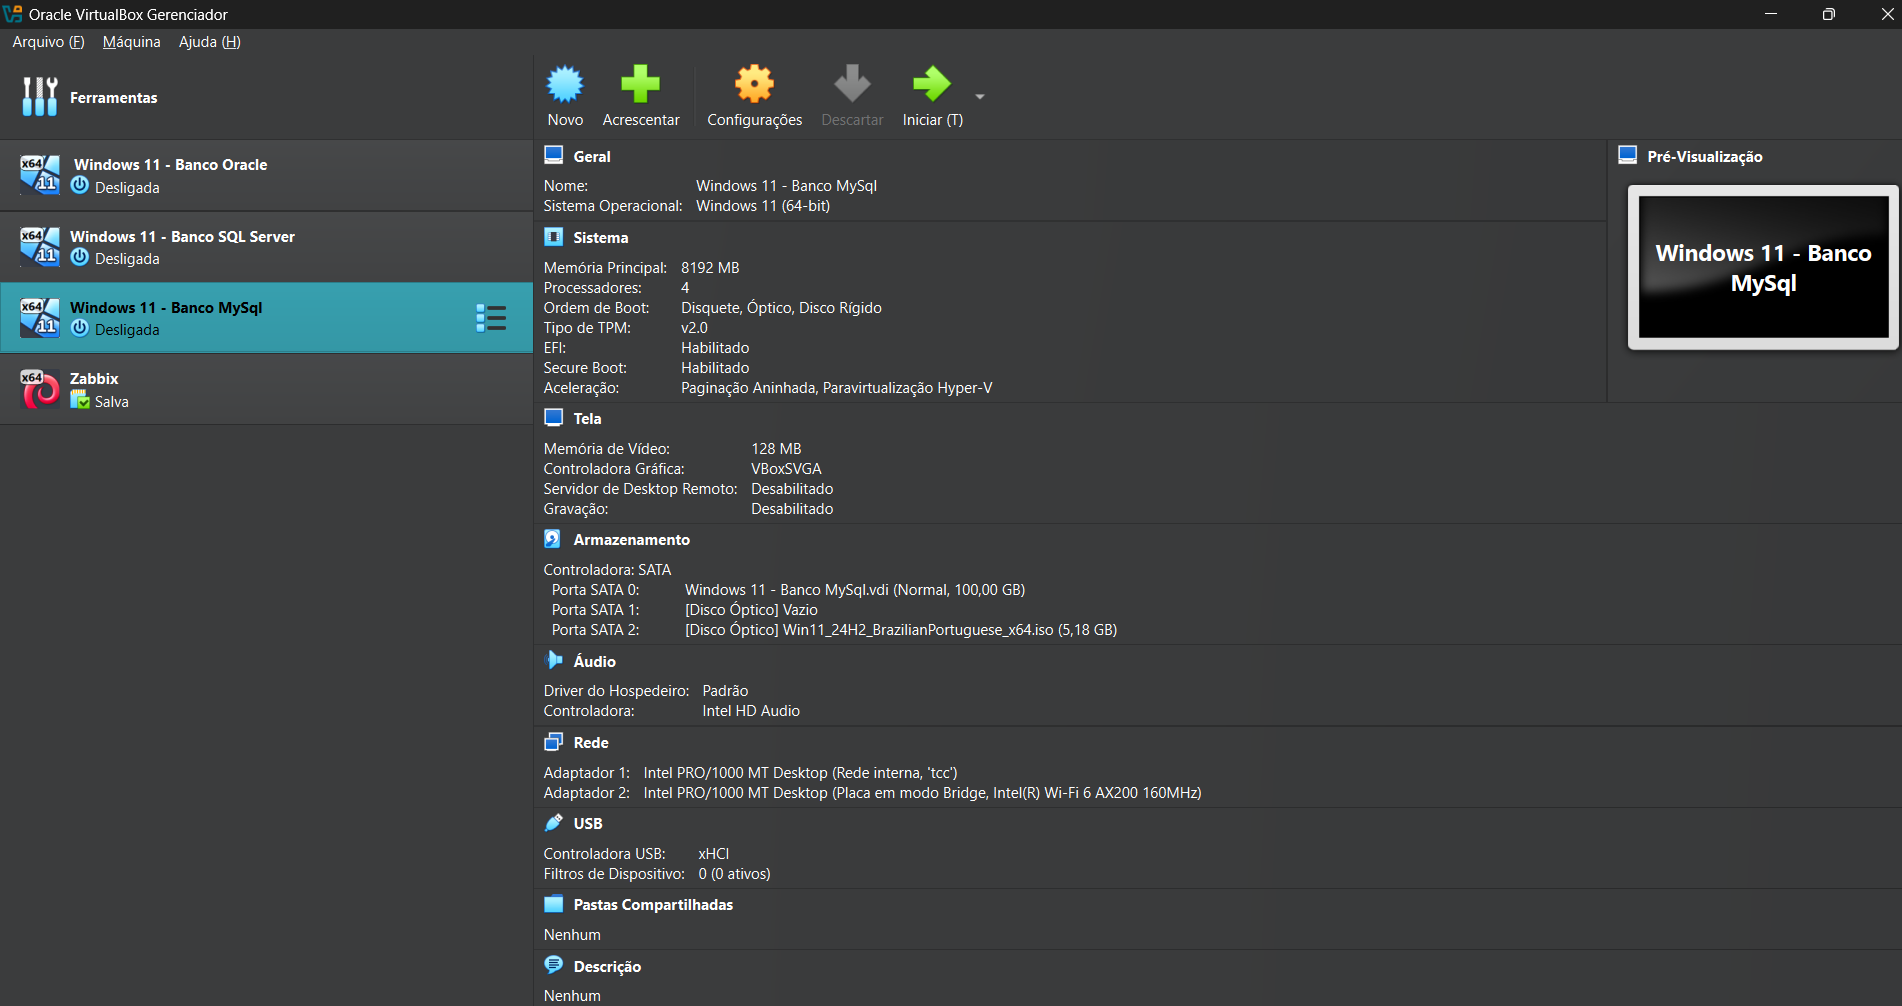 Oracle VirtualBox Gerenciador
Arquivo (F) Máquina Ajuda (H)
Ferramentas
Novo Acrescentar Configurações Descartar Iniciar (T)
x64 11 Windows 11 - Banco Oracle
Desligada
x64 11 Windows 11 - Banco SQL Server
Desligada
x64 11 Windows 11 - Banco MySql
Desligada
x64 Zabbix
Salva
Geral
Nome: Windows 11 - Banco MySql
Sistema Operacional: Windows 11 (64-bit)
Sistema
Memória Principal: 8192 MB
Processadores: 4
Ordem de Boot: Disquete, Óptico, Disco Rígido
Tipo de TPM: v2.0
EFI: Habilitado
Secure Boot: Habilitado
Aceleração: Paginação Aninhada, Paravirtualização Hyper-V
Pré-Visualização
Windows 11 - Banco
MySql
Tela
Memória de Vídeo: 128 MB
Controladora Gráfica: VBoxSVGA
Servidor de Desktop Remoto: Desabilitado
Gravação: Desabilitado
Armazenamento
Controladora: SATA
Porta SATA 0: Windows 11 - Banco MySql.vdi (Normal, 100,00 GB)
Porta SATA 1: [Disco Óptico] Vazio
Porta SATA 2: [Disco Óptico] Win11_24H2_BrazilianPortuguese_x64.iso (5,18 GB)
Áudio
Driver do Hospedeiro: Padrão
Controladora: Intel HD Audio
Rede
Adaptador 1: Intel PRO/1000 MT Desktop (Rede interna, 'tcc')
Adaptador 2: Intel PRO/1000 MT Desktop (Placa em modo Bridge, Intel(R) Wi-Fi 6 AX200 160MHz)
USB
Controladora USB: xHCI
Filtros de Dispositivo: 0 (0 ativos)
Pastas Compartilhadas
Nenhum
Descrição
Nenhum